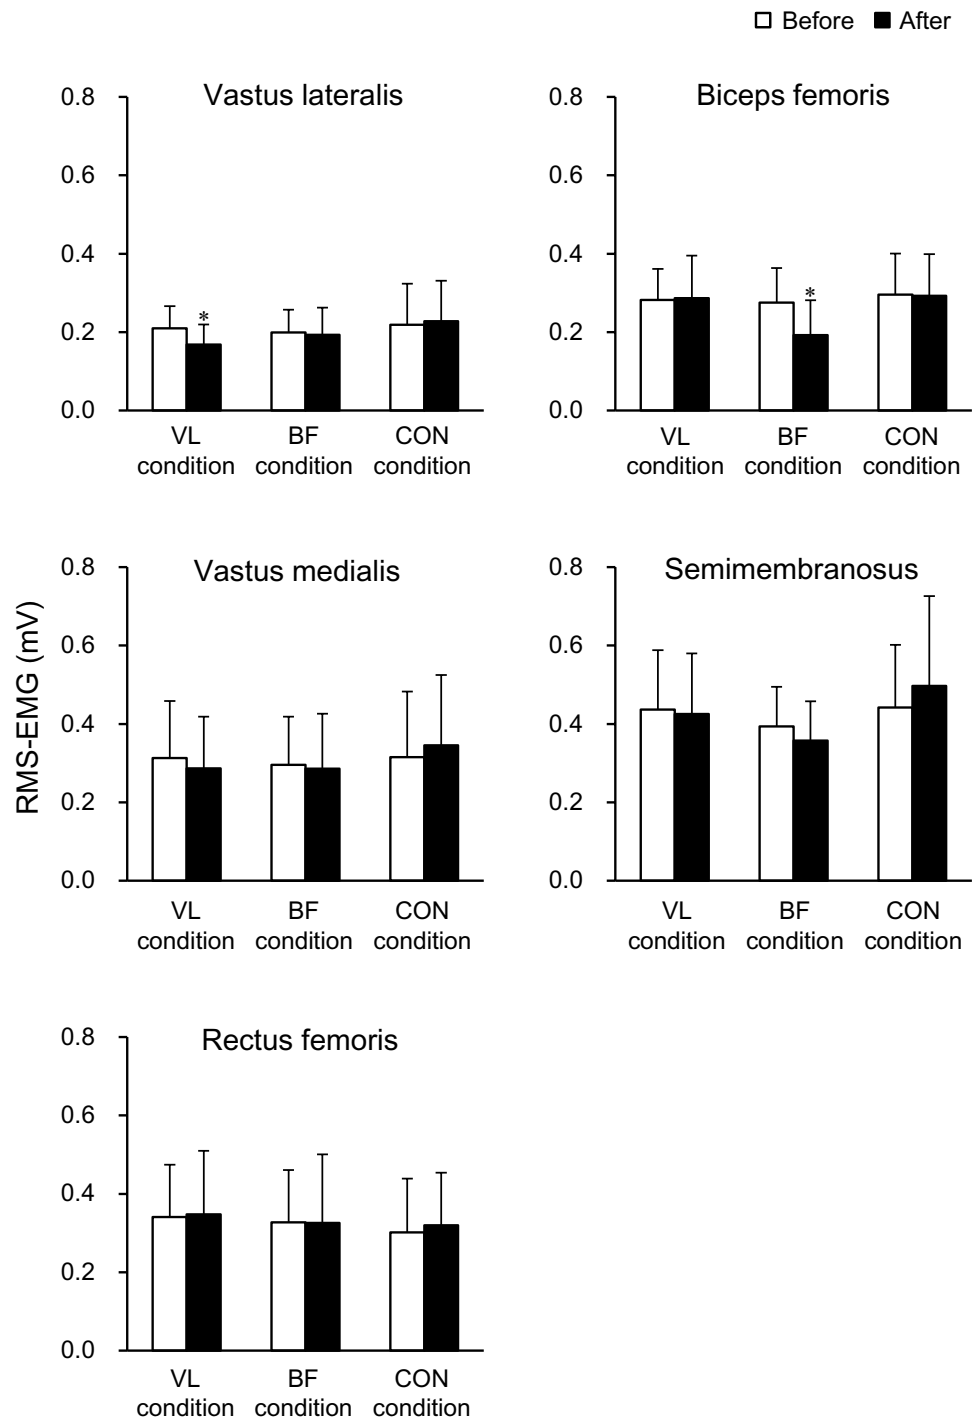 Before After
Vastus lateralis
0.8
0.6
0.4
0.2
0.0
*
VL BF CON
condition condition condition
Biceps femoris
0.8
0.6
0.4
0.2
0.0
*
VL BF CON
condition condition condition
RMS-EMG (mV)
Vastus medialis
0.8
0.6
0.4
0.2
0.0
VL BF CON
condition condition condition
Semimembranosus
0.8
0.6
0.4
0.2
0.0
VL BF CON
condition condition condition
Rectus femoris
0.8
0.6
0.4
0.2
0.0
VL BF CON
condition condition condition